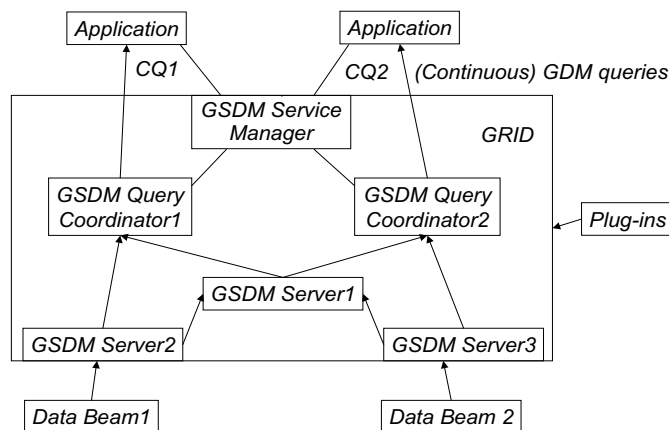 Application
Application
CQ1
CQ2
(Continuous) GDM queries
GSDM Service
Manager
GRID
GSDM Query
Coordinator1
GSDM Query
Coordinator2
Plug-ins
GSDM Server1
GSDM Server2
GSDM Server3
Data Beam1
Data Beam 2